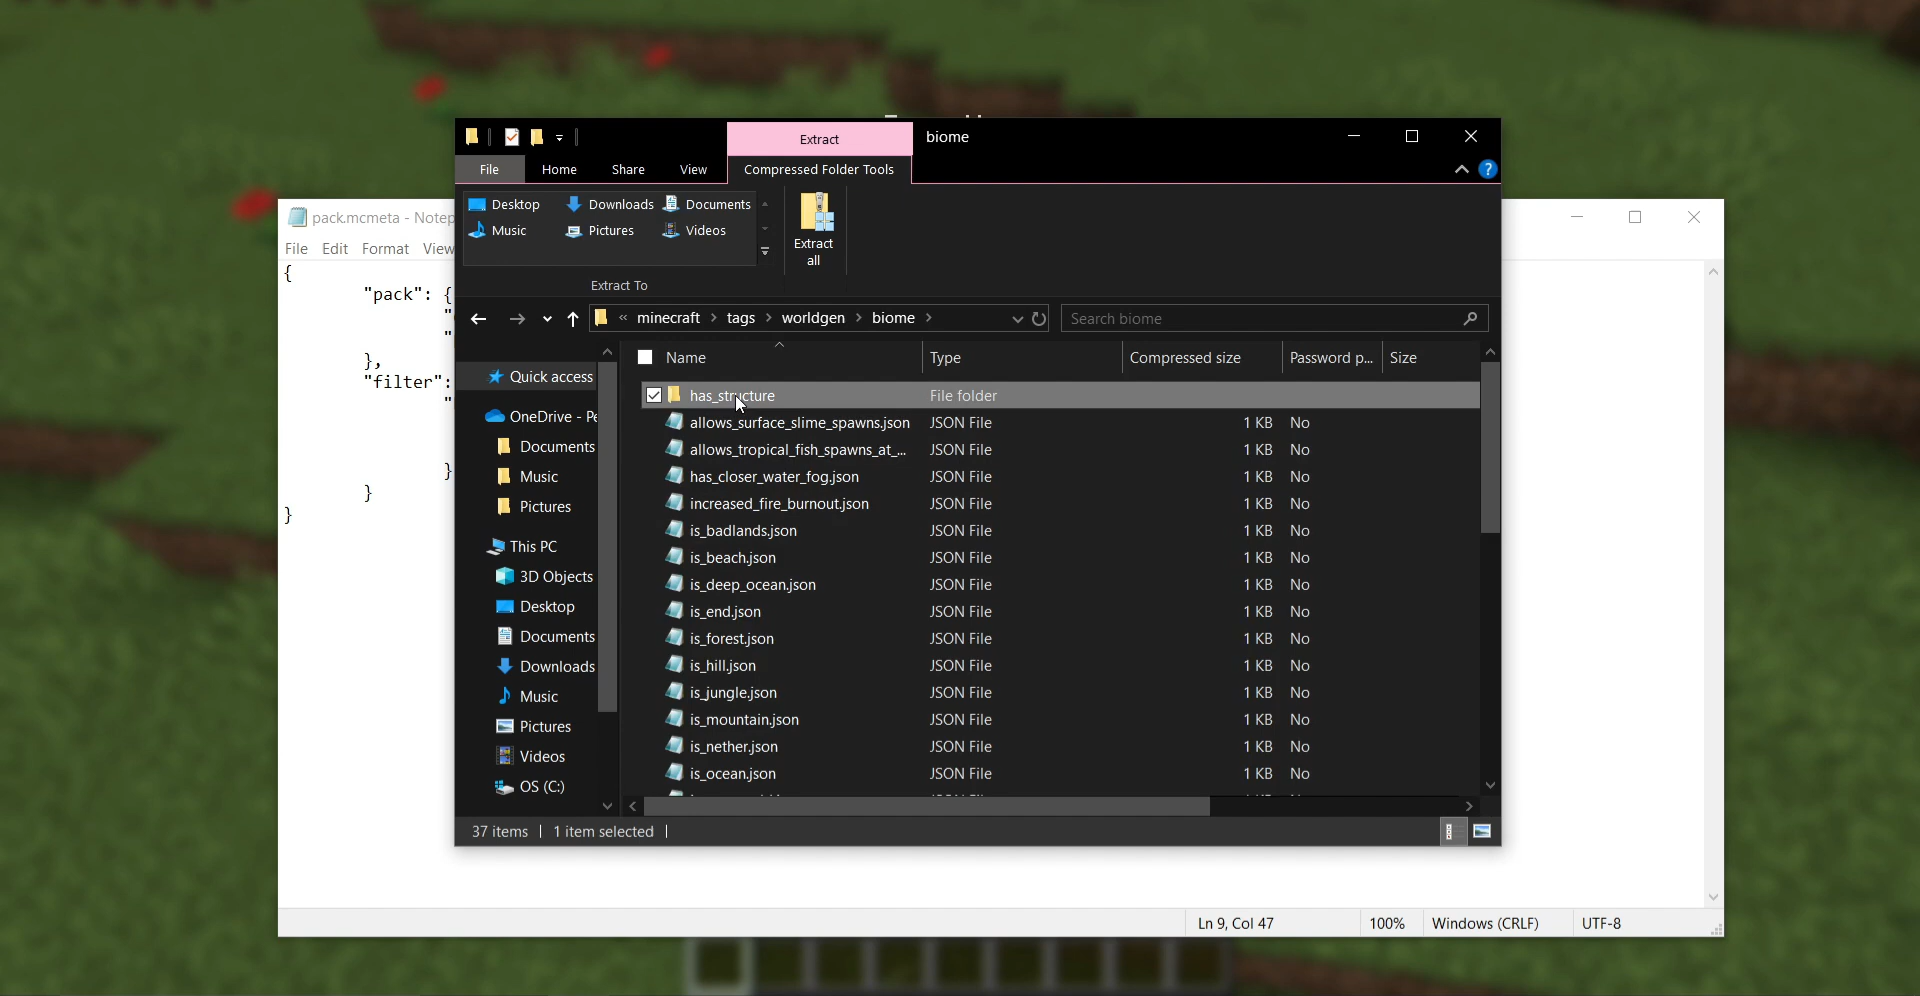 Extract
biome
File
Home
Share
View
Compressed Folder Tools
?
Desktop
Downloads
Documents
Music
Pictures
Videos
Extract all
Extract To
« minecraft > tags > worldgen > biome >
Search biome
Name
Type
Compressed size
Password p...
Size
Quick access
OneDrive - Pe
Documents
Music
Pictures
This PC
3D Objects
Desktop
Documents
Downloads
Music
Pictures
Videos
OS (C:)
has_structure File folder
allows_surface_slime_spawns.json JSON File 1 KB No
allows_tropical_fish_spawns_at_... JSON File 1 KB No
has_closer_water_fog.json JSON File 1 KB No
increased_fire_burnout.json JSON File 1 KB No
is_badlands.json JSON File 1 KB No
is_beach.json JSON File 1 KB No
is_deep_ocean.json JSON File 1 KB No
is_end.json JSON File 1 KB No
is_forest.json JSON File 1 KB No
is_hill.json JSON File 1 KB No
is_jungle.json JSON File 1 KB No
is_mountain.json JSON File 1 KB No
is_nether.json JSON File 1 KB No
is_ocean.json JSON File 1 KB No
37 items
1 item selected
pack.mcmeta - Notep
File Edit Format View
{
"pack": {
"
"
},
"filter":
"
}
}
}
Ln 9, Col 47
100%
Windows (CRLF)
UTF-8